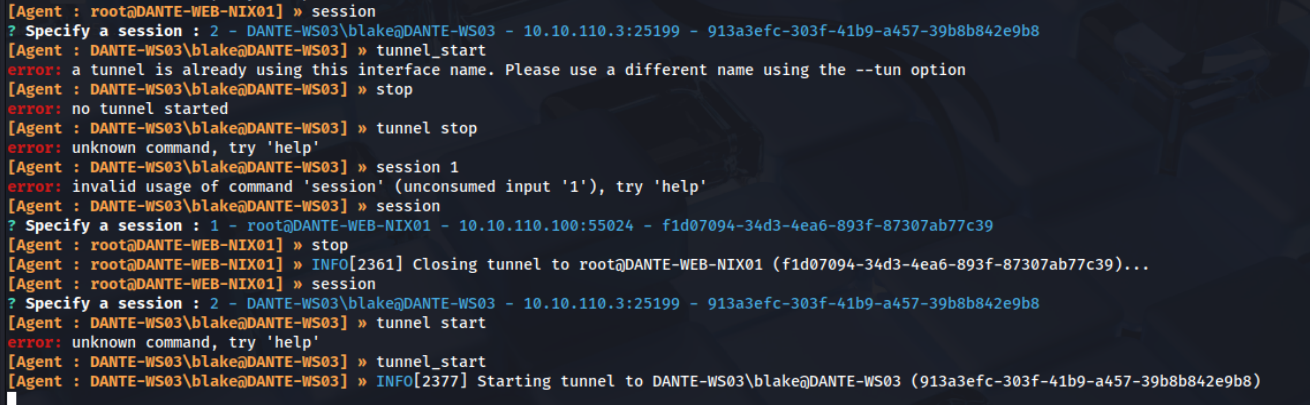 [Agent : root@DANTE-WEB-NIX01] » session
? Specify a session : 2 - DANTE-WS03\blake@DANTE-WS03 - 10.10.110.3:25199 - 913a3efc-303f-41b9-a457-39b8b842e9b8
[Agent : DANTE-WS03\blake@DANTE-WS03] » tunnel_start
error: a tunnel is already using this interface name. Please use a different name using the --tun option
[Agent : DANTE-WS03\blake@DANTE-WS03] » stop
error: no tunnel started
[Agent : DANTE-WS03\blake@DANTE-WS03] » tunnel stop
error: unknown command, try 'help'
[Agent : DANTE-WS03\blake@DANTE-WS03] » session 1
error: invalid usage of command 'session' (unconsumed input '1'), try 'help'
[Agent : DANTE-WS03\blake@DANTE-WS03] » session
? Specify a session : 1 - root@DANTE-WEB-NIX01 - 10.10.110.100:55024 - f1d07094-34d3-4ea6-893f-87307ab77c39
[Agent : root@DANTE-WEB-NIX01] » stop
[Agent : root@DANTE-WEB-NIX01] » INFO[2361] Closing tunnel to root@DANTE-WEB-NIX01 (f1d07094-34d3-4ea6-893f-87307ab77c39)...
[Agent : root@DANTE-WEB-NIX01] » session
? Specify a session : 2 - DANTE-WS03\blake@DANTE-WS03 - 10.10.110.3:25199 - 913a3efc-303f-41b9-a457-39b8b842e9b8
[Agent : DANTE-WS03\blake@DANTE-WS03] » tunnel start
error: unknown command, try 'help'
[Agent : DANTE-WS03\blake@DANTE-WS03] » tunnel_start
[Agent : DANTE-WS03\blake@DANTE-WS03] » INFO[2377] Starting tunnel to DANTE-WS03\blake@DANTE-WS03 (913a3efc-303f-41b9-a457-39b8b842e9b8)